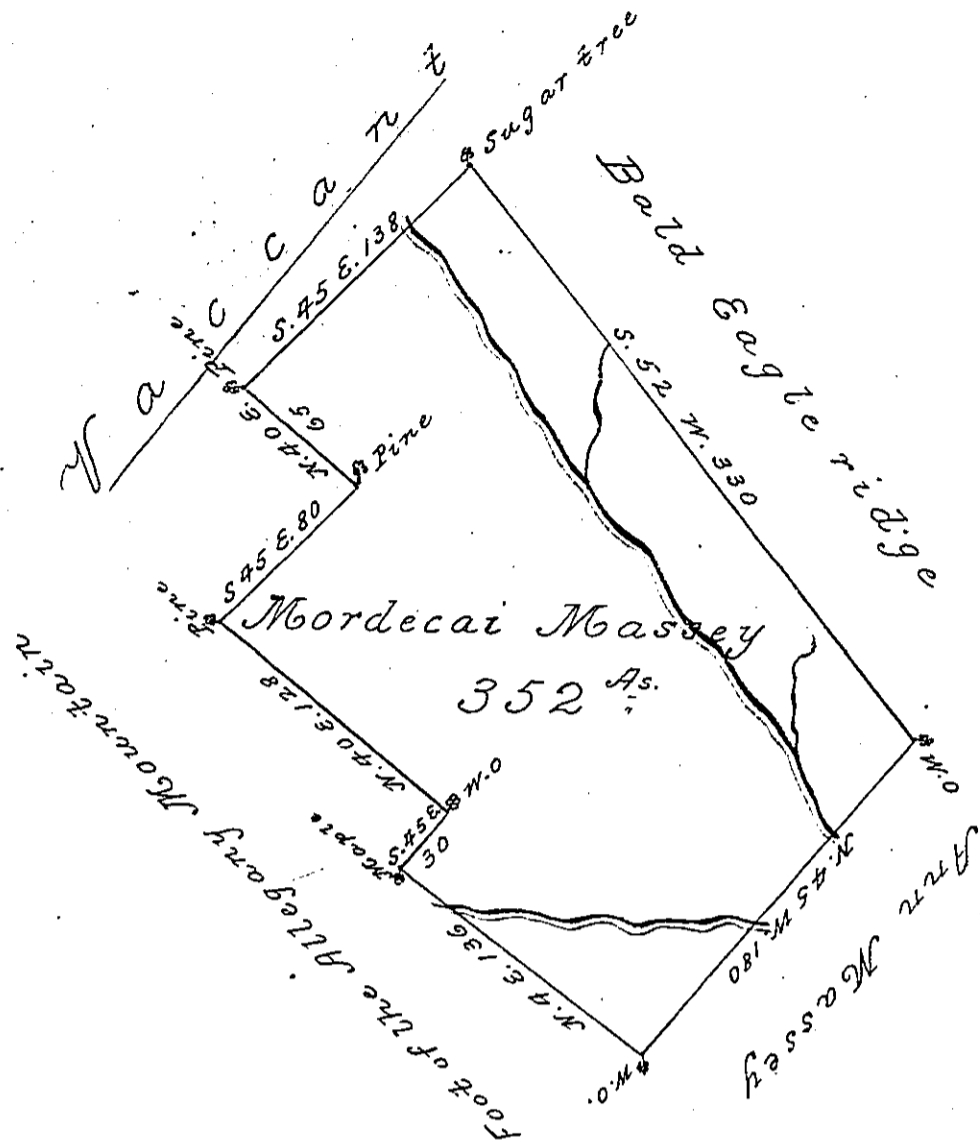 Vacant
Sugar tree
Bald Eagle ridge
S. 45 E. 138
Pine
N. 40 E.
65
Pine
S 45 E. 80
Pine
S. 52 W. 330
Mordecai Massey
352 As.
N. 40 E. 128
W.O
S. 45 E.
30
Maple
N. 4 E. 136
W.O.
N. 45 W. 180
W.O
Ann Massey
Foot of the Allegany Mountain